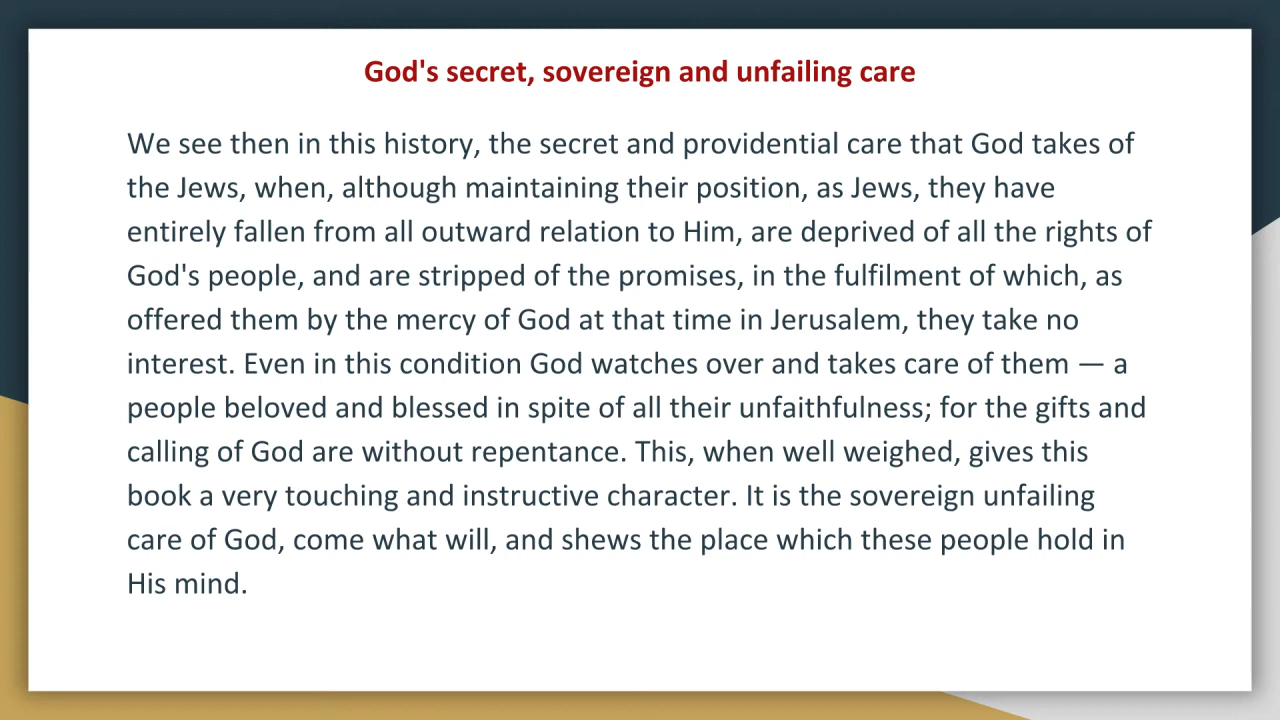 God's secret, sovereign and unfailing care
We see then in this history, the secret and providential care that God takes of
the Jews, when, although maintaining their position, as Jews, they have
entirely fallen from all outward relation to Him, are deprived of all the rights of
God's people, and are stripped of the promises, in the fulfilment of which, as
offered them by the mercy of God at that time in Jerusalem, they take no
interest. Even in this condition God watches over and takes care of them — a
people beloved and blessed in spite of all their unfaithfulness; for the gifts and
calling of God are without repentance. This, when well weighed, gives this
book a very touching and instructive character. It is the sovereign unfailing
care of God, come what will, and shews the place which these people hold in
His mind.